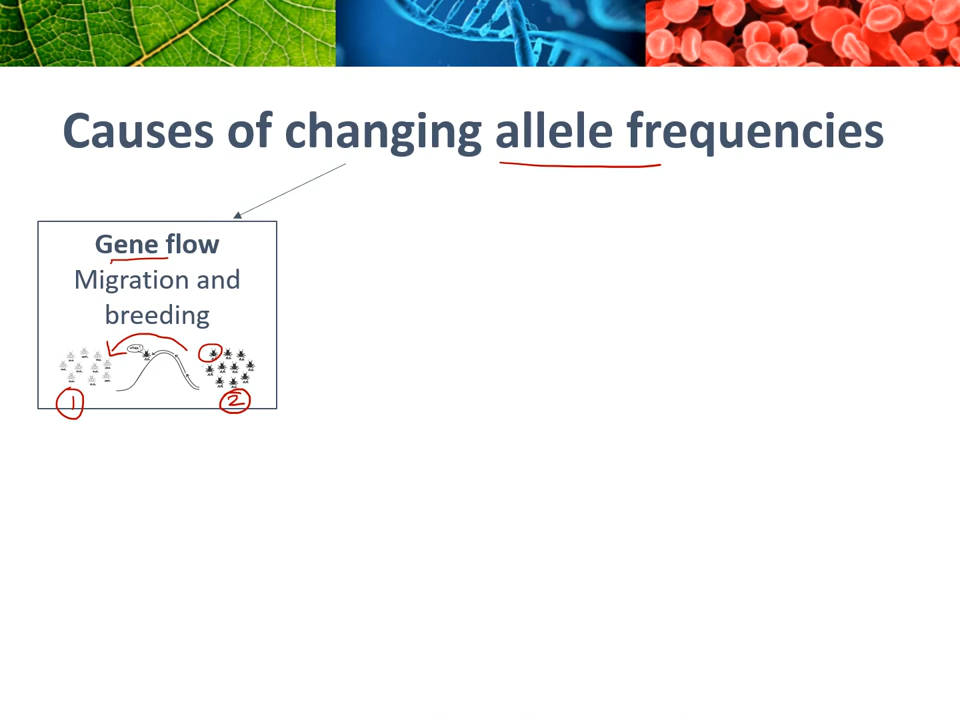 Causes of changing allele frequencies
Gene flow
Migration and
breeding
1
2